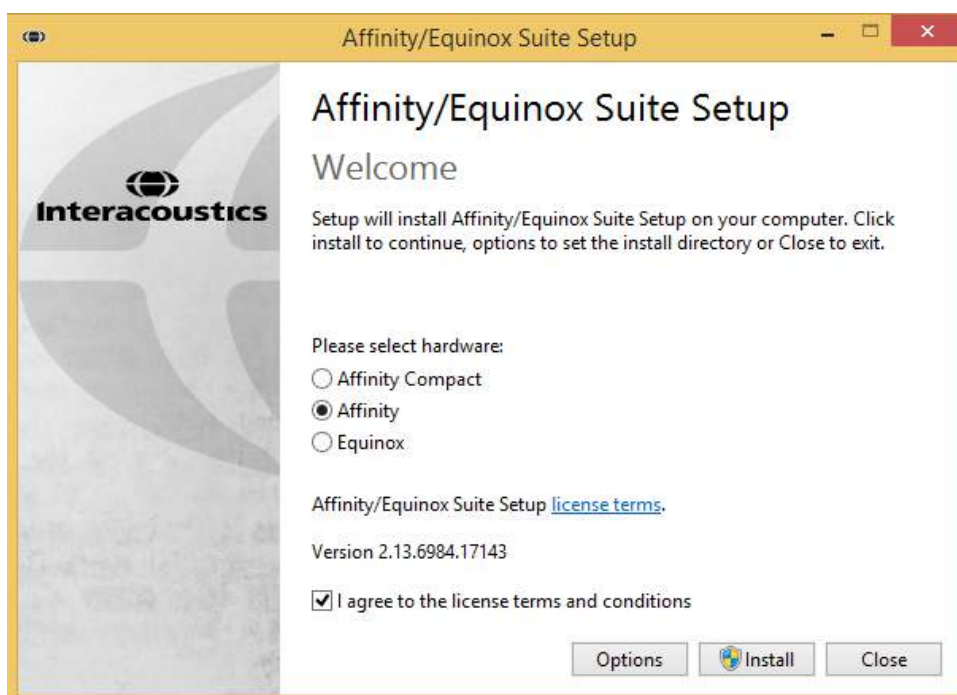 Affinity/Equinox Suite Setup
Interacoustics
Affinity/Equinox Suite Setup
Welcome
Setup will install Affinity/Equinox Suite Setup on your computer. Click
install to continue, options to set the install directory or Close to exit.
Please select hardware:
Affinity Compact
Affinity
Equinox
Affinity/Equinox Suite Setup license terms.
Version 2.13.6984.17143
I agree to the license terms and conditions
Options Install Close